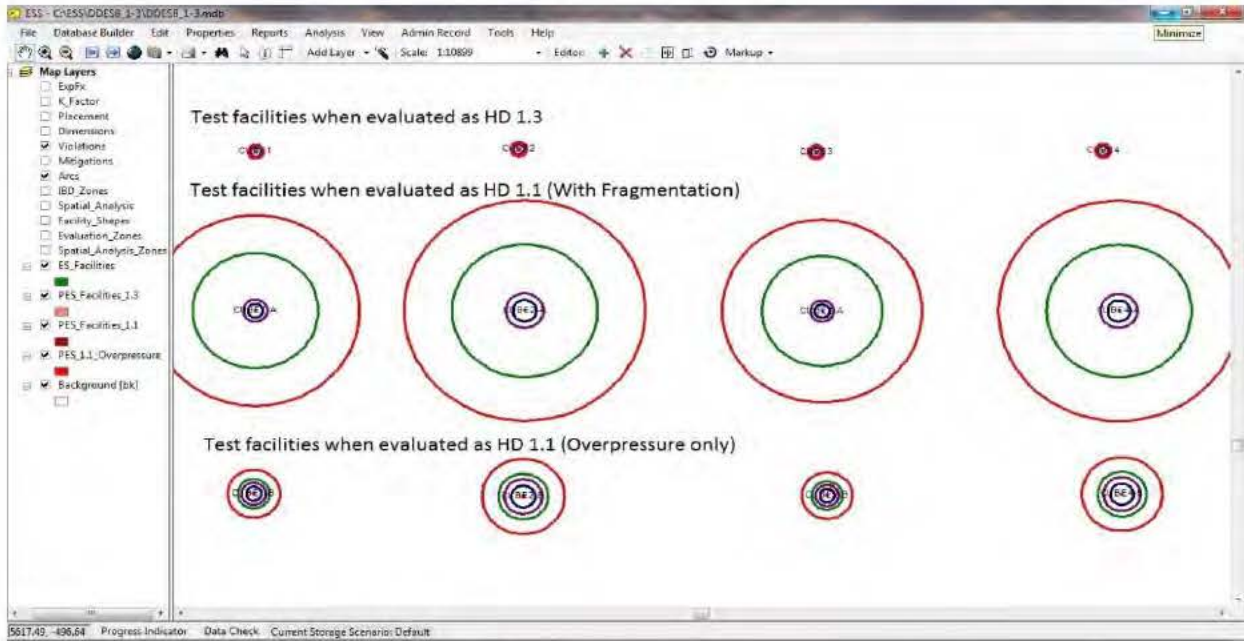 ESS - C:\ESS\DDESB_1-3\DDESB_1-3.mdb
Minimize
File Database Builder Edit Properties Reports Analysis View Admin Record Tools Help
Add Layer Scale: 1:10899 Editor: Markup
Map Layers
ExpFx
K_Factor
Placement
Dimensions
Violations
Mitigations
Arcs
IBD_Zones
Spatial_Analysis
Facility_Shapes
Evaluation_Zones
Spatial_Analysis_Zones
ES_Facilities
PES_Facilities_1.3
PES_Facilities_1.1
PES_1.1_Overpressure
Background [bk]
Test facilities when evaluated as HD 1.3
Test facilities when evaluated as HD 1.1 (With Fragmentation)
Test facilities when evaluated as HD 1.1 (Overpressure only)
5617.49, -496.64 Progress Indicator Data Check Current Storage Scenario: Default